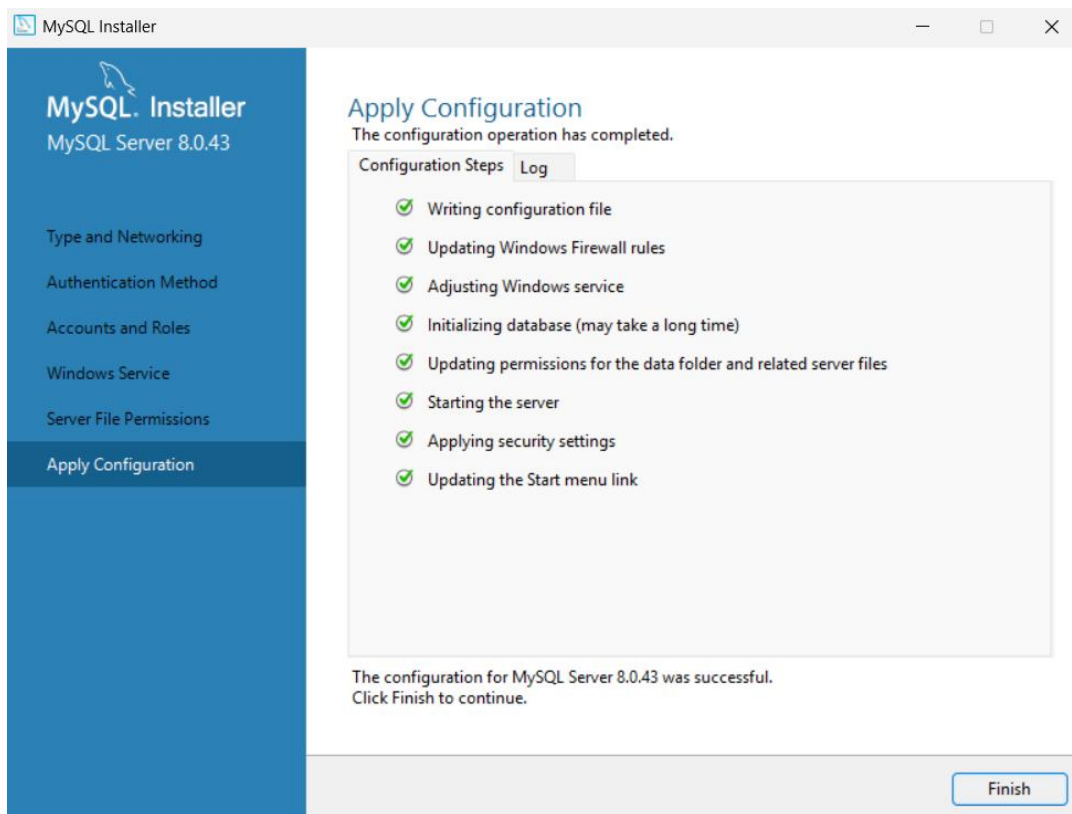 MySQL Installer
MySQL. Installer
MySQL Server 8.0.43
Type and Networking
Authentication Method
Accounts and Roles
Windows Service
Server File Permissions
Apply Configuration
Apply Configuration
The configuration operation has completed.
Configuration Steps
Log
Writing configuration file
Updating Windows Firewall rules
Adjusting Windows service
Initializing database (may take a long time)
Updating permissions for the data folder and related server files
Starting the server
Applying security settings
Updating the Start menu link
The configuration for MySQL Server 8.0.43 was successful.
Click Finish to continue.
Finish